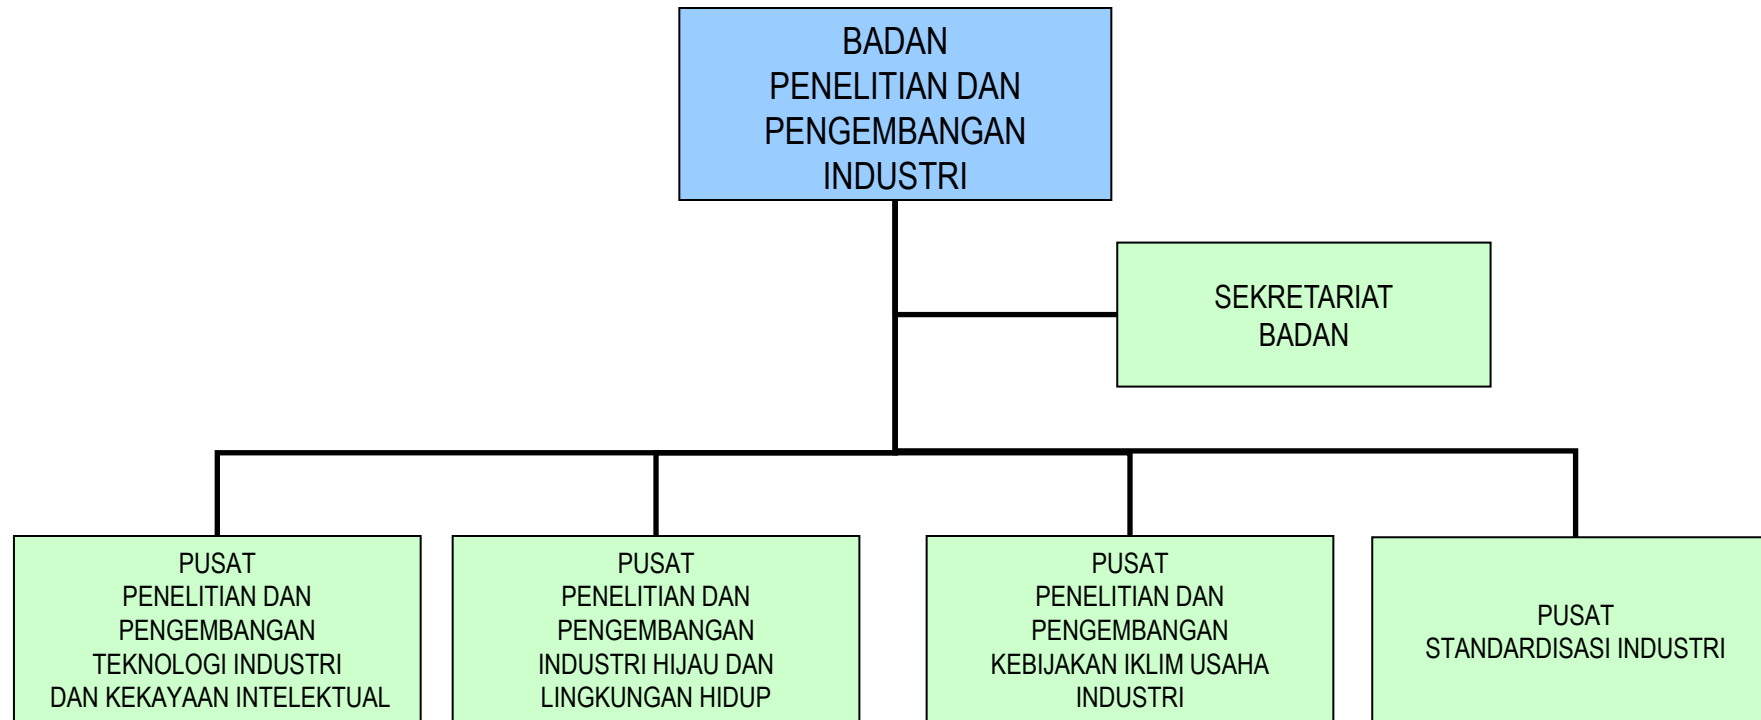 BADAN
PENELITIAN DAN
PENGEMBANGAN
INDUSTRI
SEKRETARIAT
BADAN
PUSAT
PENELITIAN DAN
PENGEMBANGAN
TEKNOLOGI INDUSTRI
DAN KEKAYAAN INTELEKTUAL
PUSAT
PENELITIAN DAN
PENGEMBANGAN
INDUSTRI HIJAU DAN
LINGKUNGAN HIDUP
PUSAT
PENELITIAN DAN
PENGEMBANGAN
KEBIJAKAN IKLIM USAHA
INDUSTRI
PUSAT
STANDARDISASI INDUSTRI